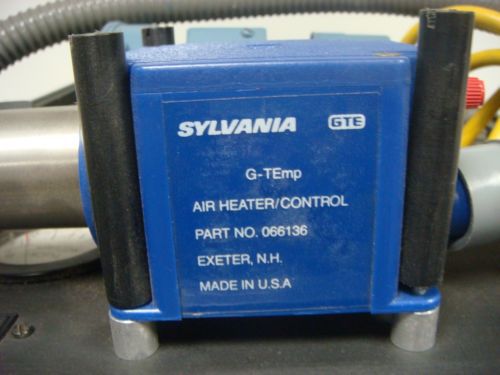 SYLVANIA GTE
G-TEmp
AIR HEATER/CONTROL
PART NO. 066136
EXETER, N.H.
MADE IN U.S.A